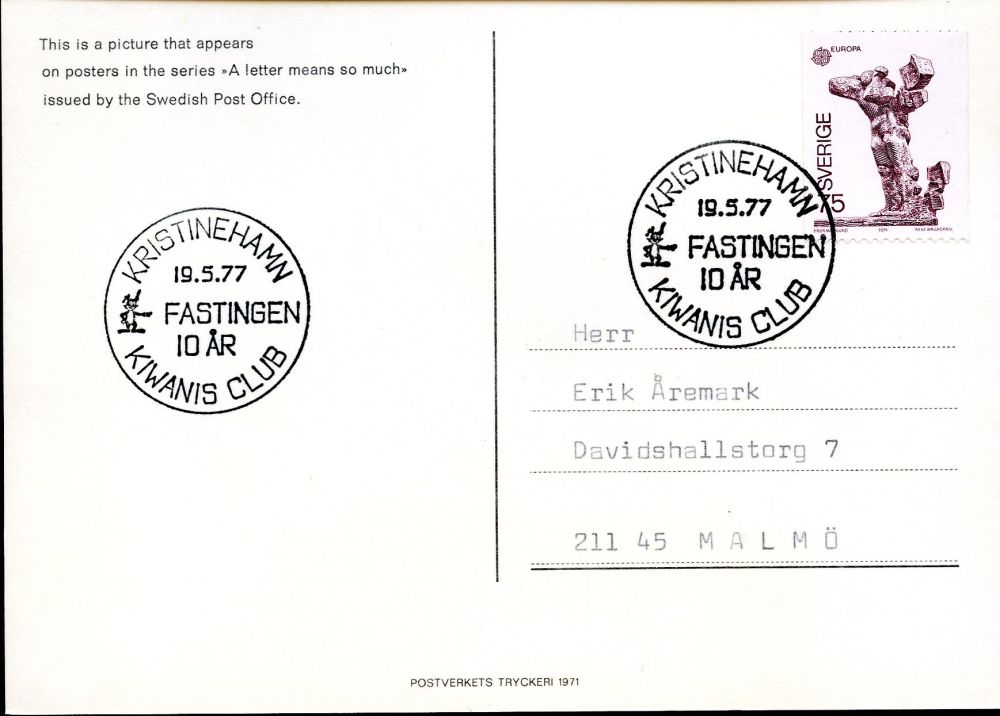 This is a picture that appears
on posters in the series »A letter means so much»
issued by the Swedish Post Office.
KRISTINEHAMN
19.5.77
FASTINGEN
10 ÅR
KIWANIS CLUB
EUROPA
SVERIGE
75
1974
KRISTINEHAMN
19.5.77
FASTINGEN
10 ÅR
KIWANIS CLUB
Herr
Erik Åremark
Davidshallstorg 7
211 45 MALMÖ
POSTVERKETS TRYCKERI 1971